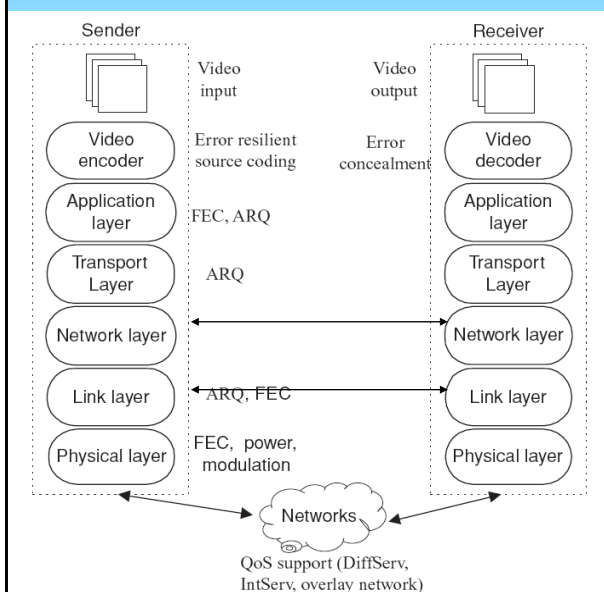 Sender
Receiver
Video
input
Video
output
Video
encoder
Error resilient
source coding
Error
concealment
Video
decoder
Application
layer
FEC, ARQ
Application
layer
Transport
Layer
ARQ
Transport
Layer
Network layer
Network layer
Link layer
ARQ, FEC
Link layer
Physical layer
FEC, power,
modulation
Physical layer
Networks
QoS support (DiffServ,
IntServ, overlay network)